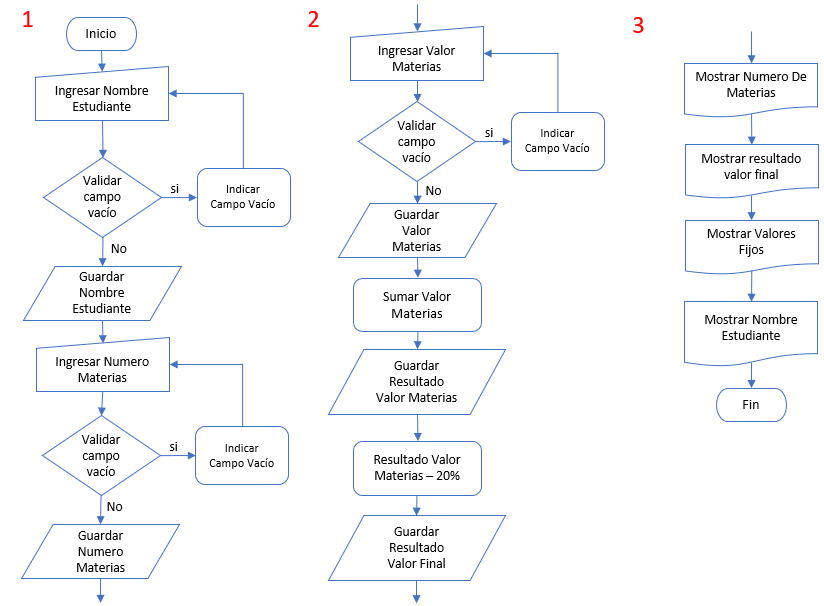 1
Inicio
Ingresar Nombre
Estudiante
Validar
campo
vacío
si
Indicar
Campo Vacío
No
Guardar
Nombre
Estudiante
Ingresar Numero
Materias
Validar
campo
vacío
si
Indicar
Campo Vacío
No
Guardar
Numero
Materias
2
Ingresar Valor
Materias
Validar
campo
vacío
si
Indicar
Campo Vacío
No
Guardar
Valor
Materias
Sumar Valor
Materias
Guardar
Resultado
Valor Materias
Resultado Valor
Materias – 20%
Guardar
Resultado
Valor Final
3
Mostrar Numero De
Materias
Mostrar resultado
valor final
Mostrar Valores
Fijos
Mostrar Nombre
Estudiante
Fin